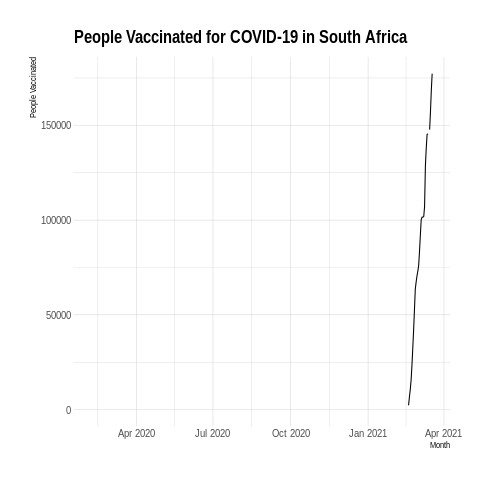 People Vaccinated for COVID-19 in South Africa
People Vaccinated
150000
100000
50000
0
Apr 2020 Jul 2020 Oct 2020 Jan 2021 Apr 2021
Month